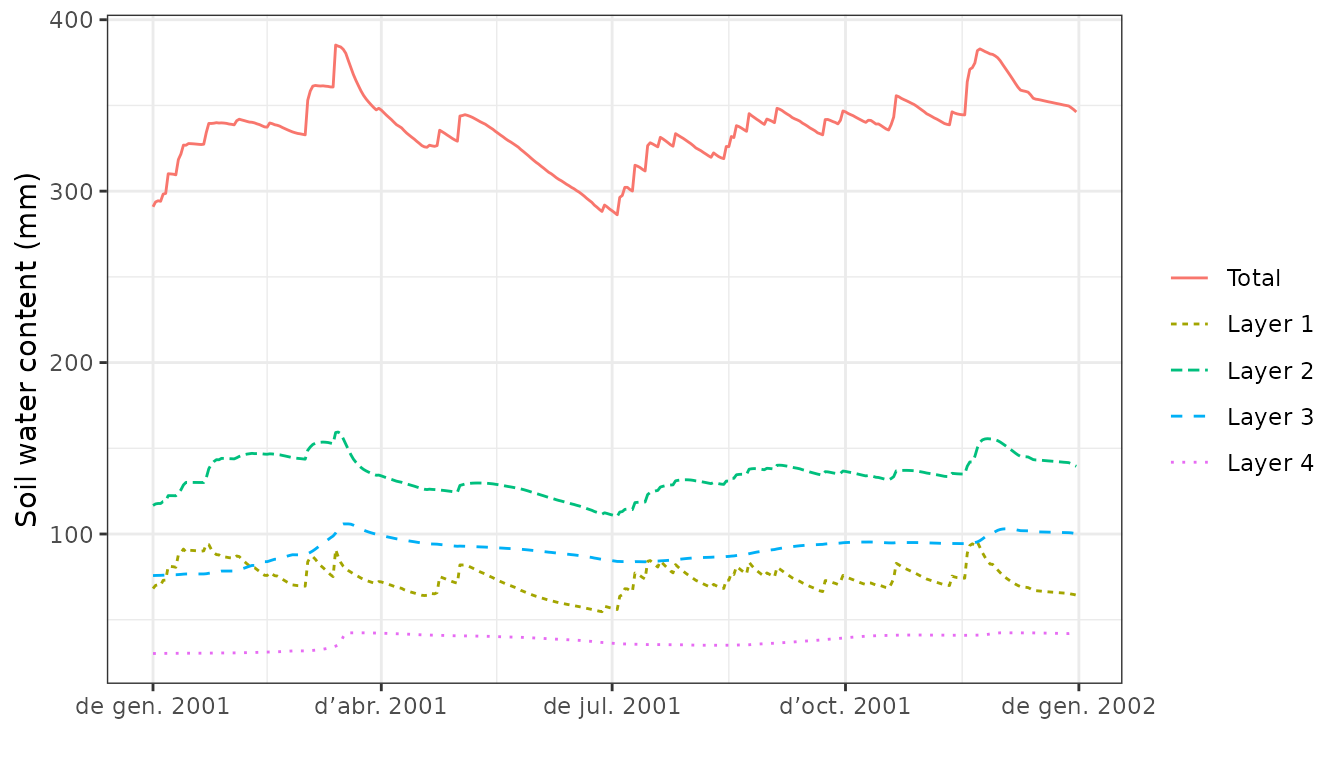 Soil water content (mm)
400
300
200
100
de gen. 2001
d’abr. 2001
de jul. 2001
d’oct. 2001
de gen. 2002
Total
Layer 1
Layer 2
Layer 3
Layer 4